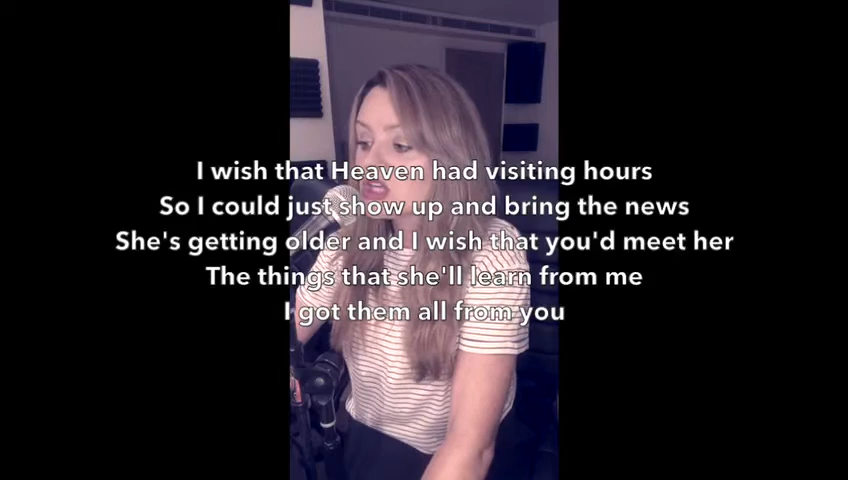 I wish that Heaven had visiting hours
So I could just show up and bring the news
She's getting older and I wish that you'd meet her
The things that she'll learn from me
I got them all from you